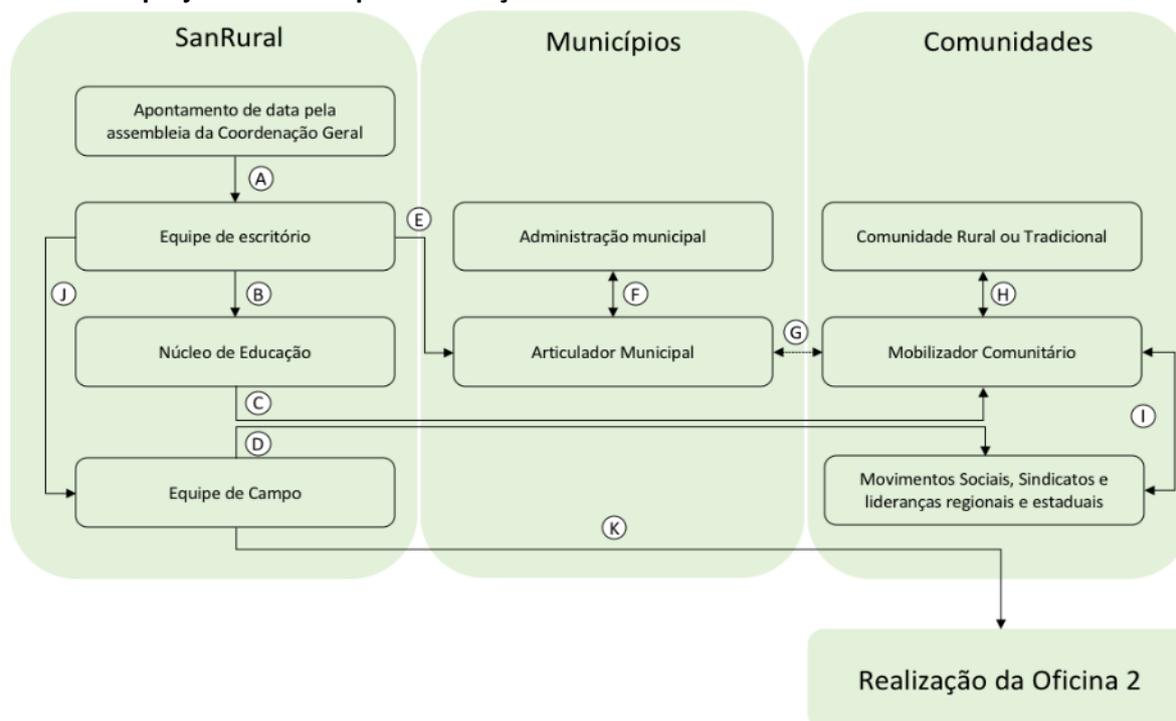 SanRural
Municípios
Comunidades
Apontamento de data pela
assembleia da Coordenação Geral
A
Equipe de escritório
E
Administração municipal
Comunidade Rural ou Tradicional
J
B
F
H
Núcleo de Educação
Articulador Municipal
G
Mobilizador Comunitário
C
I
D
Equipe de Campo
Movimentos Sociais, Sindicatos e
lideranças regionais e estaduais
K
Realização da Oficina 2